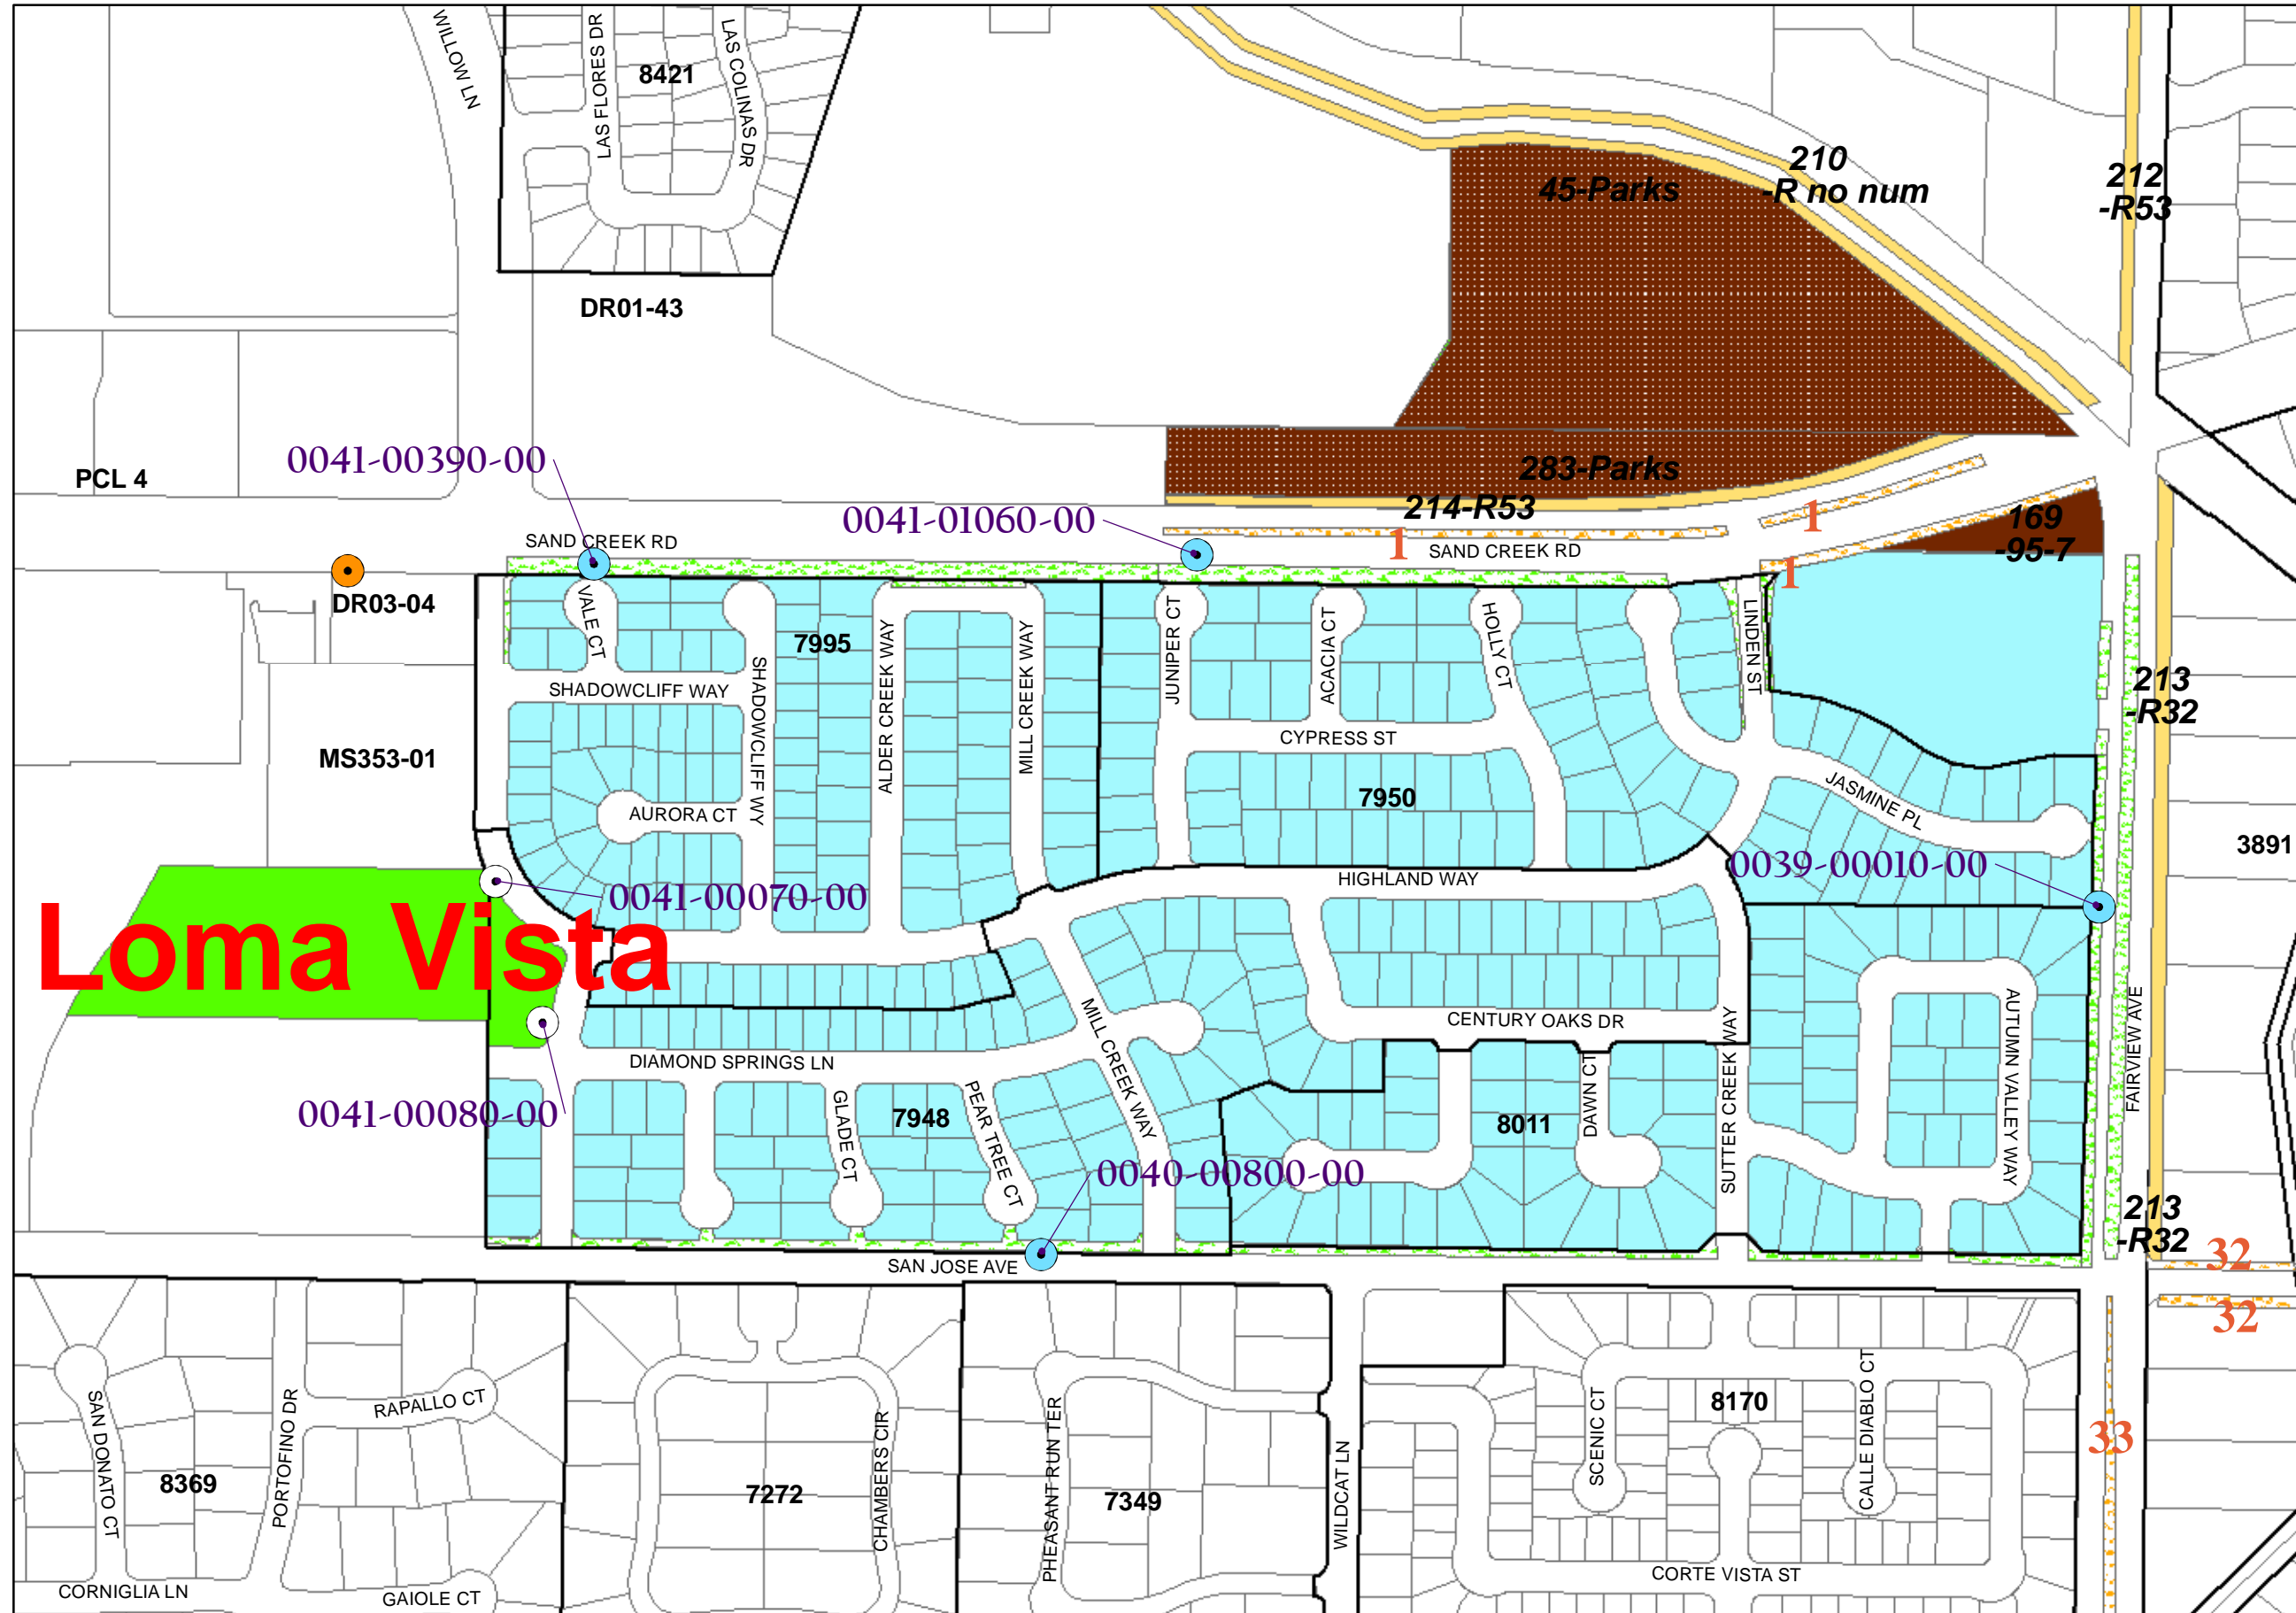 WILLOW LN
LAS FLORES DR
8421
LAS COLINAS DR
45-Parks
210
-R no num
212
-R53
DR01-43
0041-00390-00
PCL 4
283-Parks
214-R53
0041-01060-00
1
169
-95-7
SAND CREEK RD
1
SAND CREEK RD
1
DR03-04
VALE CT
7995
SHADOWCLIFF WAY
SHADOWCLIFF WY
ALDER CREEK WAY
MILL CREEK WAY
JUNIPER CT
ACACIA CT
HOLLY CT
LINDEN ST
213
-R32
MS353-01
CYPRESS ST
7950
JASMINE PL
AURORA CT
3891
0039-00010-00
HIGHLAND WAY
0041-00070-00
Loma Vista
CENTURY OAKS DR
MILL CREEK WAY
SUTTER CREEK WAY
AUTUMN VALLEY WAY
FAIRVIEW AVE
DIAMOND SPRINGS LN
0041-00080-00
GLADE CT
7948
PEAR TREE CT
8011
DAWN CT
0040-00800-00
213
-R32
SAN JOSE AVE
32
32
SAN DONATO CT
PORTOFINO DR
RAPALLO CT
8369
7272
CHAMBERS CIR
PHEASANT RUN TER
7349
WILDCAT LN
SCENIC CT
8170
CALLE DIABLO CT
33
CORTE VISTA ST
CORNIGLIA LN
GAIOLE CT